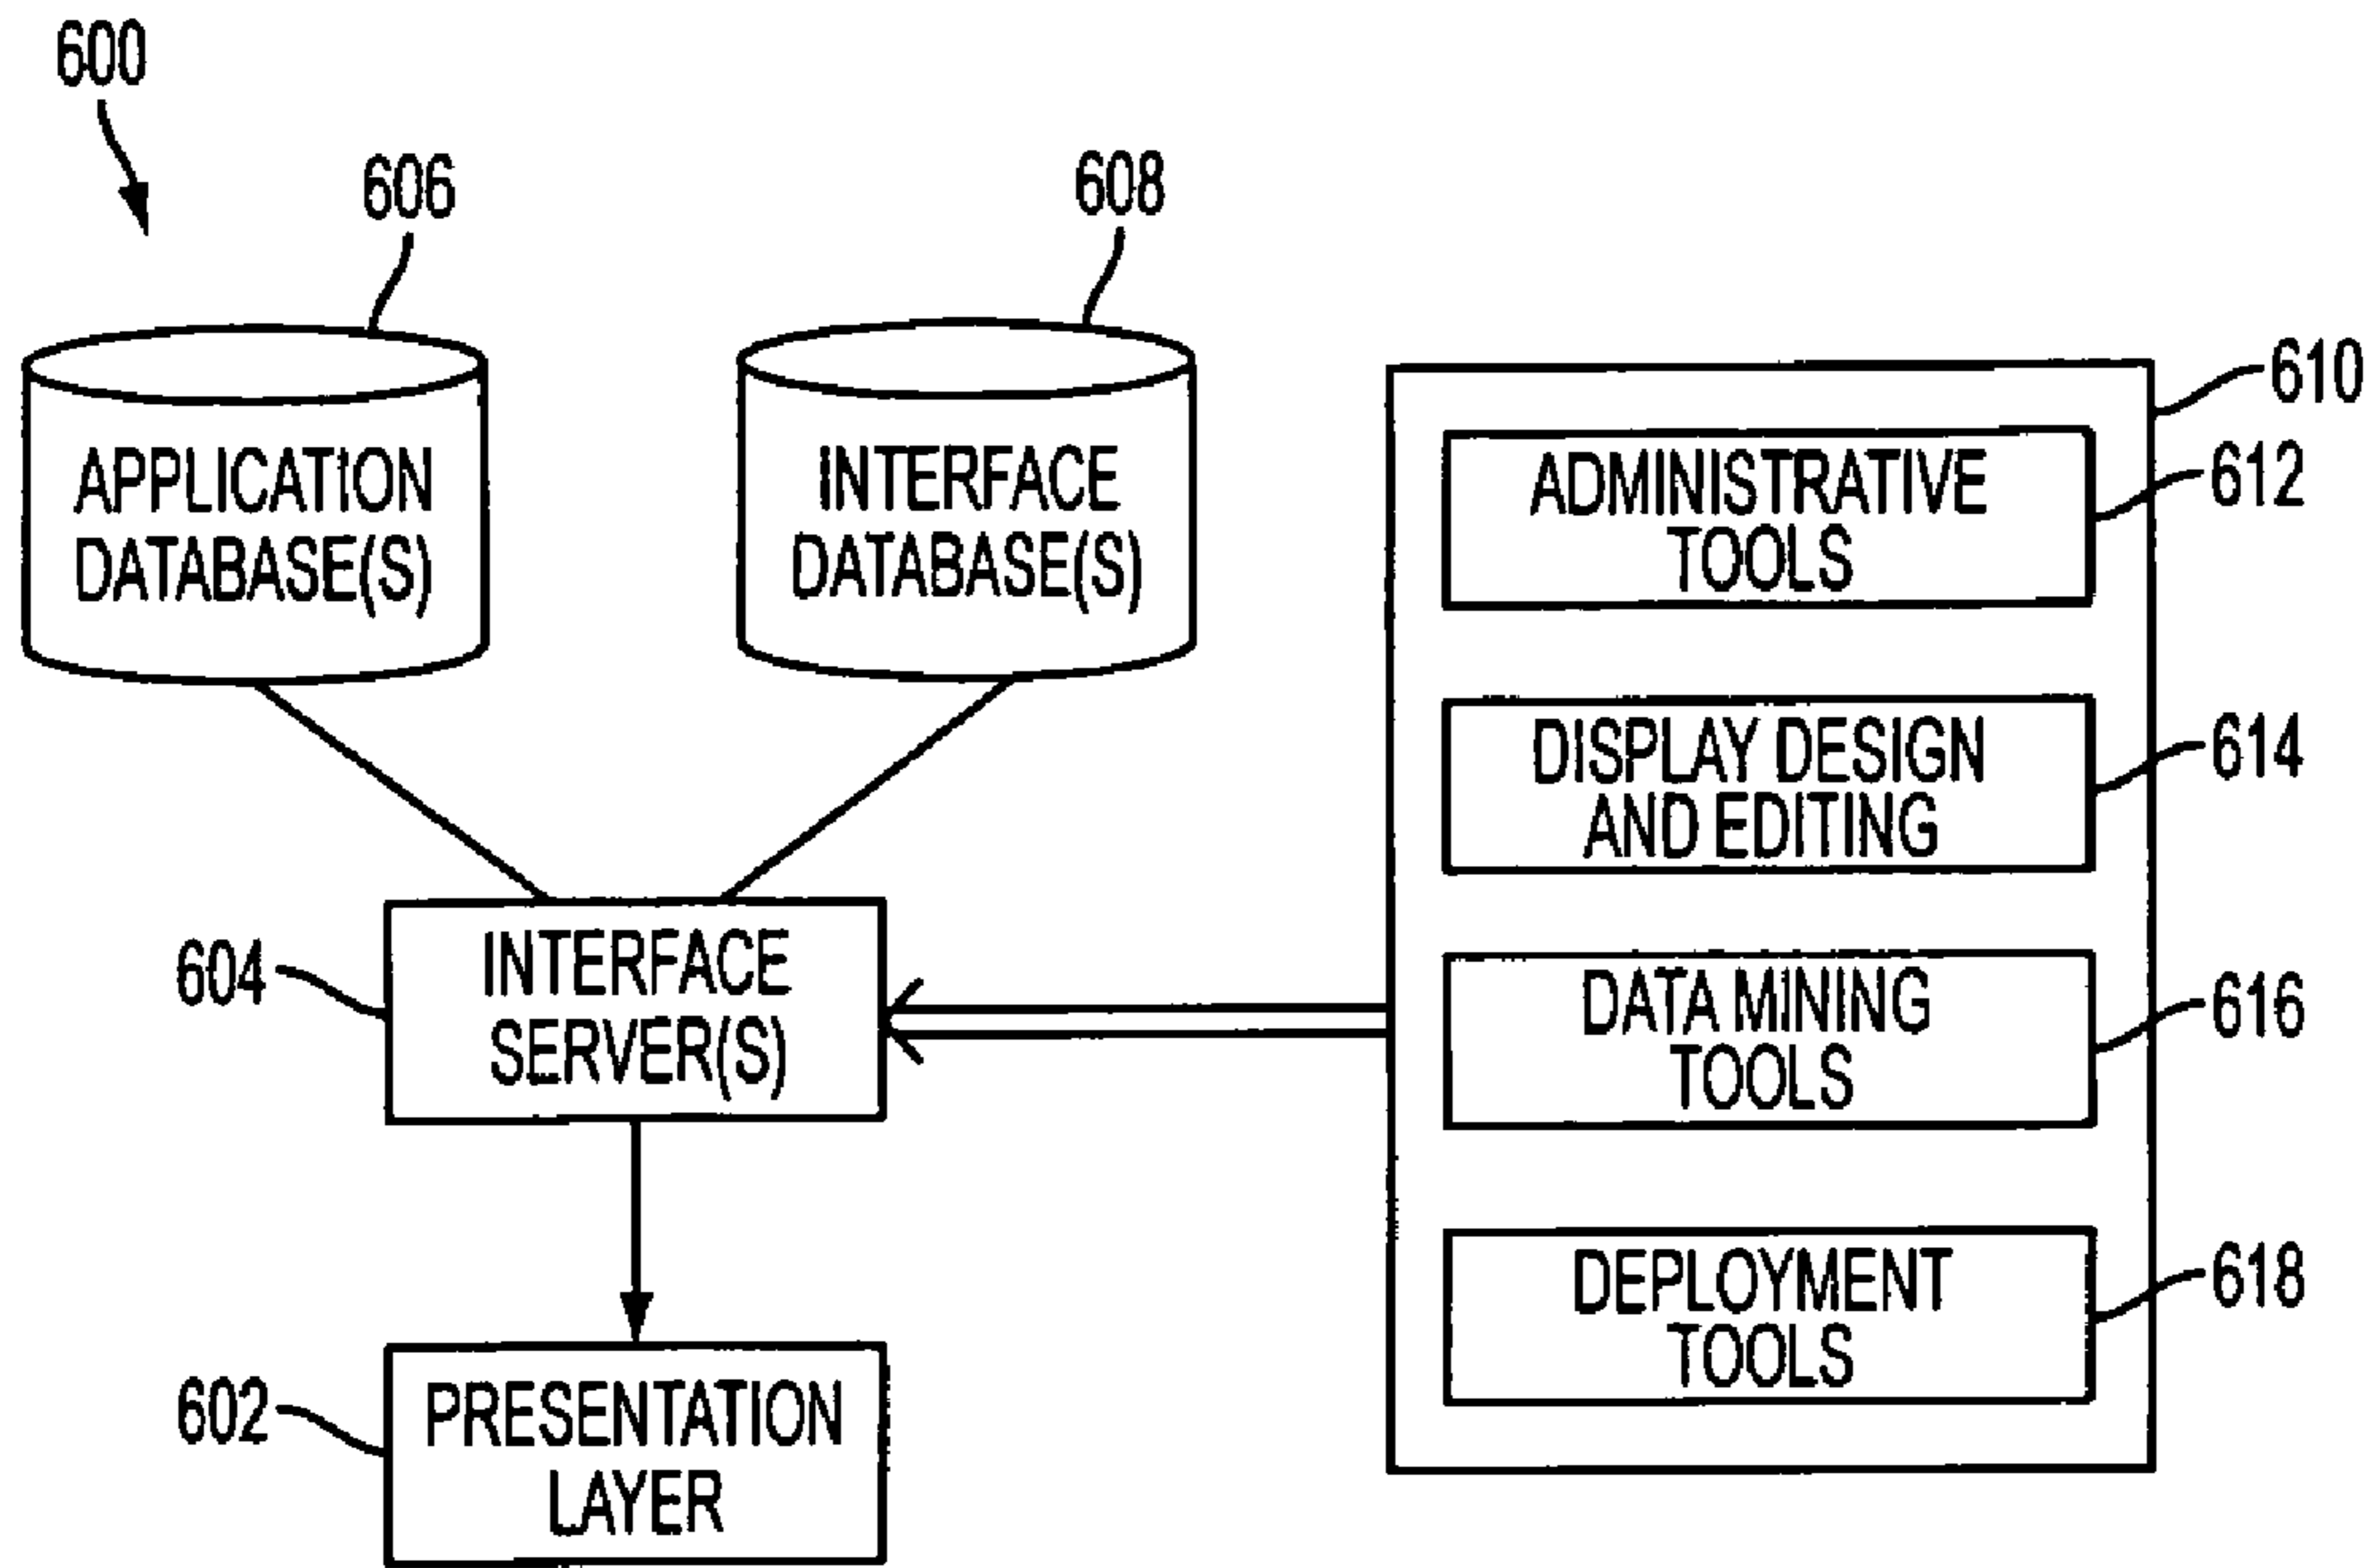 600
606
608
APPLICATION
DATABASE(S)
INTERFACE
DATABASE(S)
610
ADMINISTRATIVE
TOOLS
612
DISPLAY DESIGN
AND EDITING
614
604
INTERFACE
SERVER(S)
DATA MINING
TOOLS
616
DEPLOYMENT
TOOLS
618
602
PRESENTATION
LAYER